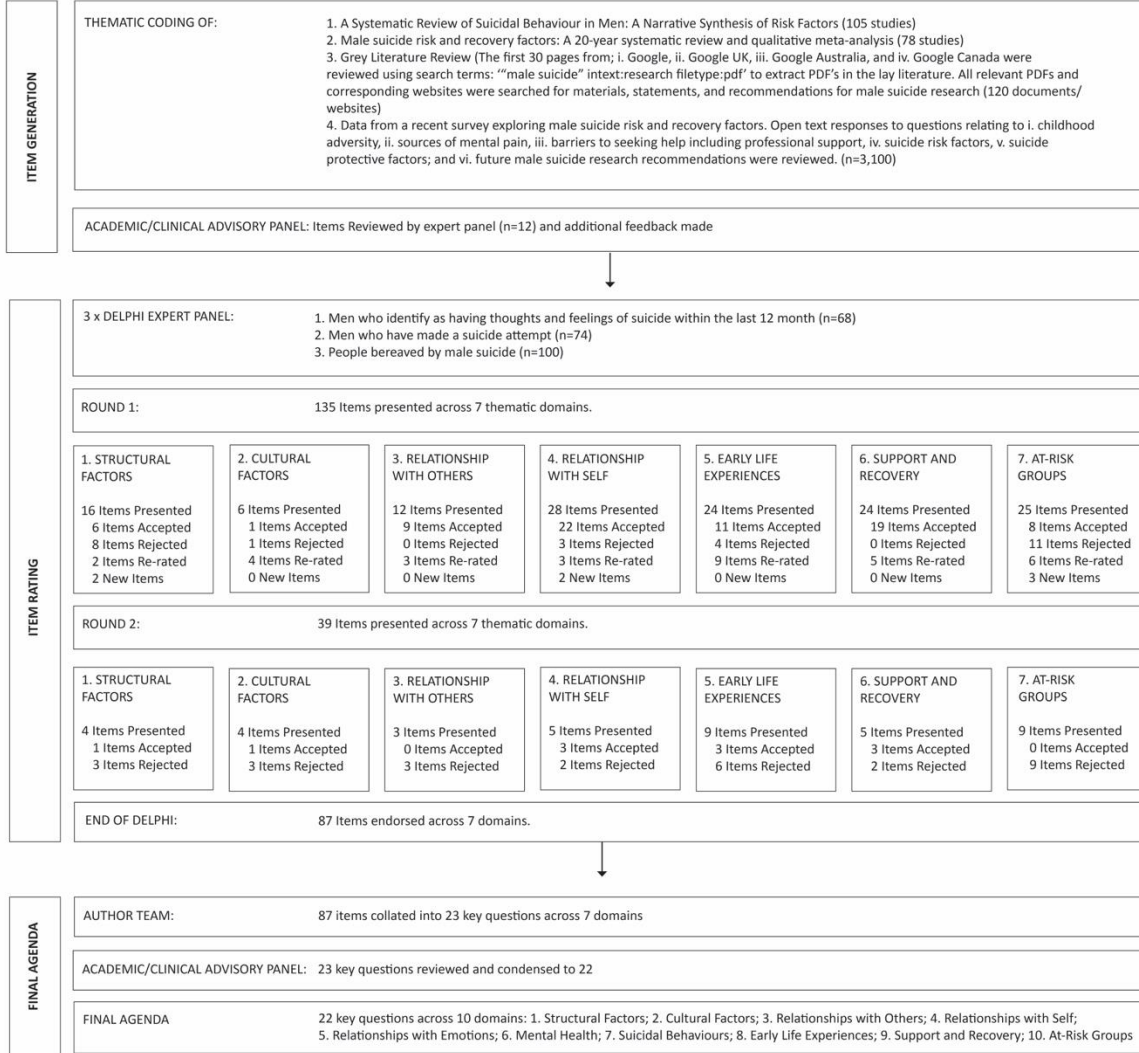 ITEM GENERATION
THEMATIC CODING OF:
1. A Systematic Review of Suicidal Behaviour in Men: A Narrative Synthesis of Risk Factors (105 studies)
2. Male suicide risk and recovery factors: A 20-year systematic review and qualitative meta-analysis (78 studies)
3. Grey Literature Review (The first 30 pages from; i. Google, ii. Google UK, iii. Google Australia, and iv. Google Canada were
reviewed using search terms: ‘“male suicide” intext:research filetype:pdf’ to extract PDF’s in the lay literature. All relevant PDFs and
corresponding websites were searched for materials, statements, and recommendations for male suicide research (120 documents/
websites)
4. Data from a recent survey exploring male suicide risk and recovery factors. Open text responses to questions relating to i. childhood
adversity, ii. sources of mental pain, iii. barriers to seeking help including professional support, iv. suicide risk factors, v. suicide
protective factors; and vi. future male suicide research recommendations were reviewed. (n=3,100)
ACADEMIC/CLINICAL ADVISORY PANEL: Items Reviewed by expert panel (n=12) and additional feedback made
ITEM RATING
3 x DELPHI EXPERT PANEL:
1. Men who identify as having thoughts and feelings of suicide within the last 12 month (n=68)
2. Men who have made a suicide attempt (n=74)
3. People bereaved by male suicide (n=100)
ROUND 1: 135 Items presented across 7 thematic domains.
1. STRUCTURAL
FACTORS
16 Items Presented
6 Items Accepted
8 Items Rejected
2 Items Re-rated
2 New Items
2. CULTURAL
FACTORS
6 Items Presented
1 Items Accepted
1 Items Rejected
4 Items Re-rated
0 New Items
3. RELATIONSHIP
WITH OTHERS
12 Items Presented
9 Items Accepted
0 Items Rejected
3 Items Re-rated
0 New Items
4. RELATIONSHIP
WITH SELF
28 Items Presented
22 Items Accepted
3 Items Rejected
3 Items Re-rated
2 New Items
5. EARLY LIFE
EXPERIENCES
24 Items Presented
11 Items Accepted
4 Items Rejected
9 Items Re-rated
0 New Items
6. SUPPORT AND
RECOVERY
24 Items Presented
19 Items Accepted
0 Items Rejected
5 Items Re-rated
0 New Items
7. AT-RISK
GROUPS
25 Items Presented
8 Items Accepted
11 Items Rejected
6 Items Re-rated
3 New Items
ROUND 2: 39 Items presented across 7 thematic domains.
1. STRUCTURAL
FACTORS
4 Items Presented
1 Items Accepted
3 Items Rejected
2. CULTURAL
FACTORS
4 Items Presented
1 Items Accepted
3 Items Rejected
3. RELATIONSHIP
WITH OTHERS
3 Items Presented
0 Items Accepted
3 Items Rejected
4. RELATIONSHIP
WITH SELF
5 Items Presented
3 Items Accepted
2 Items Rejected
5. EARLY LIFE
EXPERIENCES
9 Items Presented
3 Items Accepted
6 Items Rejected
6. SUPPORT AND
RECOVERY
5 Items Presented
3 Items Accepted
2 Items Rejected
7. AT-RISK
GROUPS
9 Items Presented
0 Items Accepted
9 Items Rejected
END OF DELPHI: 87 Items endorsed across 7 domains.
FINAL AGENDA
AUTHOR TEAM: 87 items collated into 23 key questions across 7 domains
ACADEMIC/CLINICAL ADVISORY PANEL: 23 key questions reviewed and condensed to 22
FINAL AGENDA 22 key questions across 10 domains: 1. Structural Factors; 2. Cultural Factors; 3. Relationships with Others; 4. Relationships with Self;
5. Relationships with Emotions; 6. Mental Health; 7. Suicidal Behaviours; 8. Early Life Experiences; 9. Support and Recovery; 10. At-Risk Groups